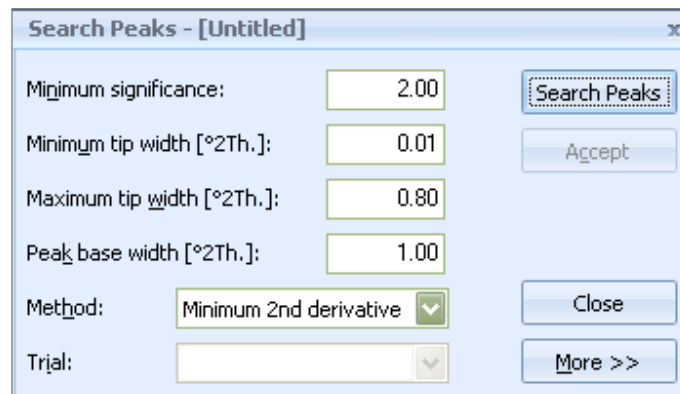 Search Peaks - [Untitled] x
Minimum significance: 2.00 Search Peaks
Minimum tip width [°2Th.]: 0.01 Accept
Maximum tip width [°2Th.]: 0.80
Peak base width [°2Th.]: 1.00
Method: Minimum 2nd derivative Close
Trial: More >>